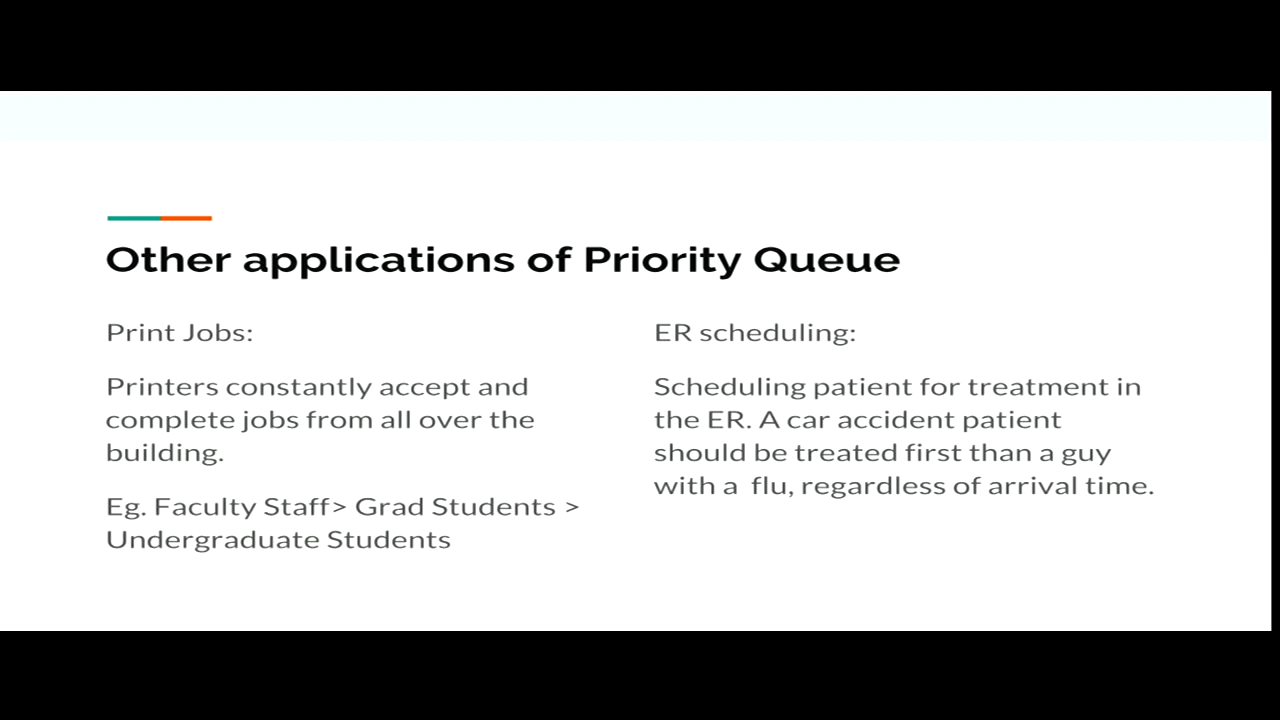 Other applications of Priority Queue
Print Jobs:
Printers constantly accept and
complete jobs from all over the
building.
Eg. Faculty Staff> Grad Students >
Undergraduate Students
ER scheduling:
Scheduling patient for treatment in
the ER. A car accident patient
should be treated first than a guy
with a  flu, regardless of arrival time.